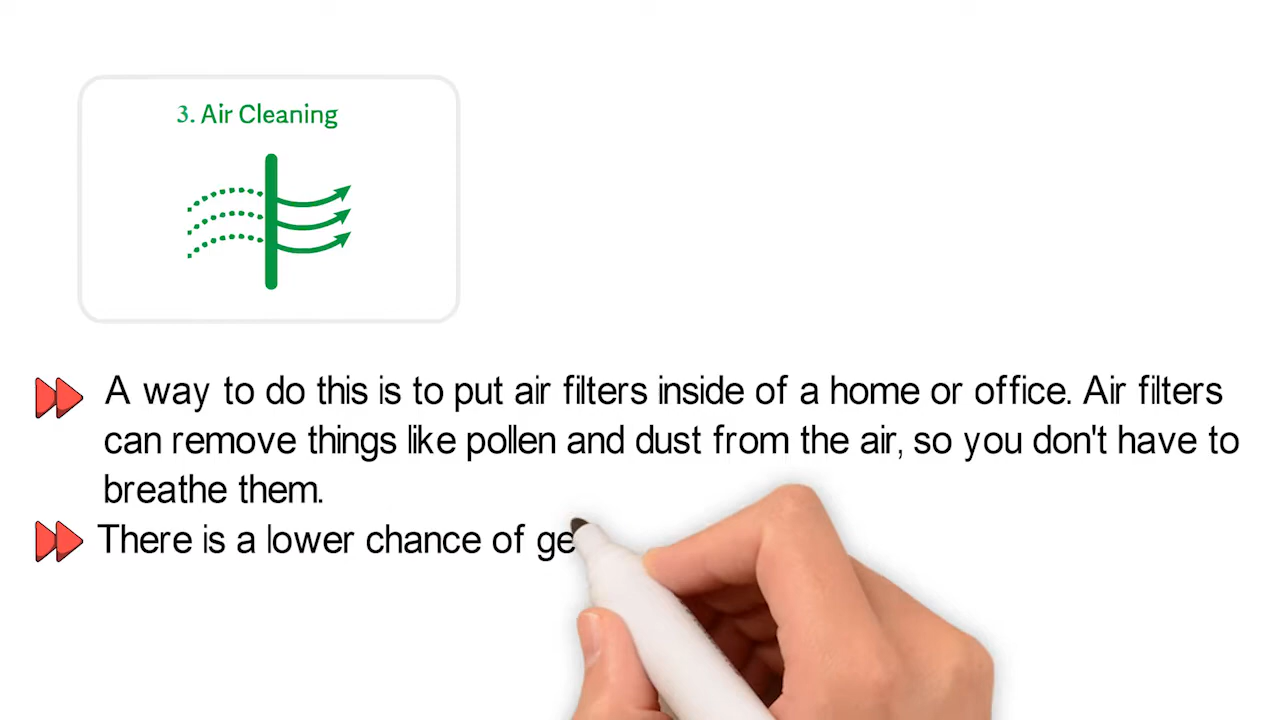 3. Air Cleaning
A way to do this is to put air filters inside of a home or office. Air filters
can remove things like pollen and dust from the air, so you don't have to
breathe them.
There is a lower chance of ge